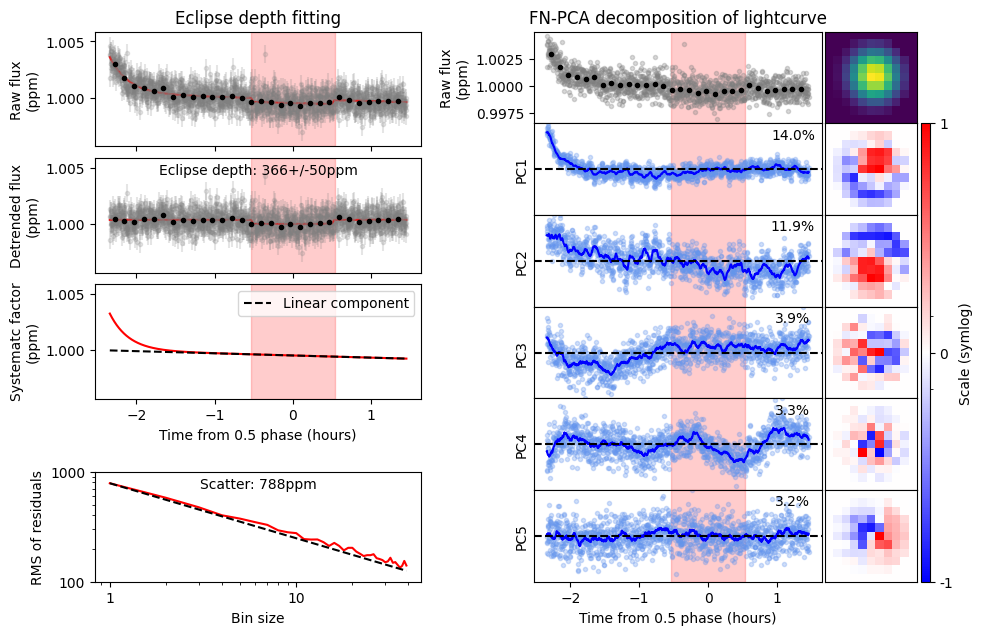 Eclipse depth fitting
Raw flux
(ppm)
1.005
1.000
Detrended flux
(ppm)
1.005
1.000
Eclipse depth: 366+/-50ppm
Systematc factor
(ppm)
1.005
1.000
Linear component
−2
−1
0
1
Time from 0.5 phase (hours)
RMS of residuals
1000
100
Scatter: 788ppm
1
10
Bin size
FN-PCA decomposition of lightcurve
Raw flux
(ppm)
1.0025
1.0000
0.9975
PC1
14.0%
PC2
11.9%
PC3
3.9%
PC4
3.3%
PC5
3.2%
−2
−1
0
1
Time from 0.5 phase (hours)
1
0
-1
Scale (symlog)